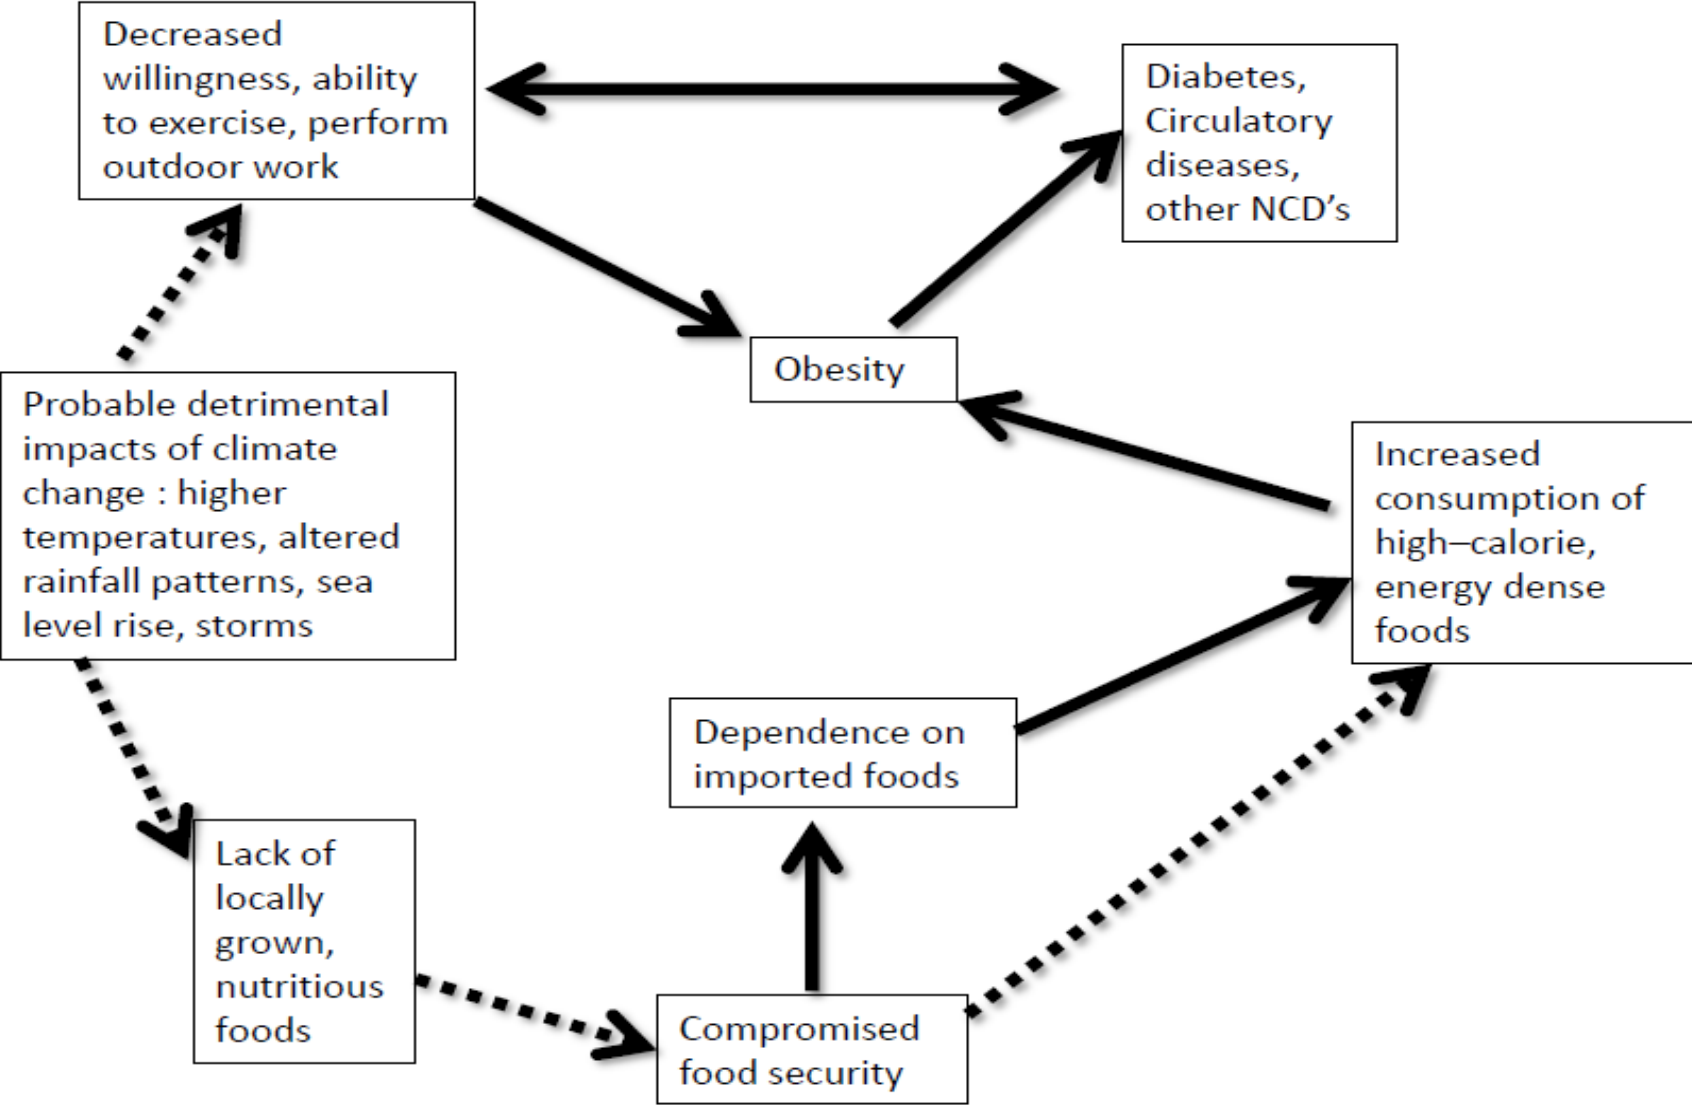 Decreased
willingness, ability
to exercise, perform
outdoor work
Diabetes,
Circulatory
diseases,
other NCD’s
Obesity
Probable detrimental
impacts of climate
change : higher
temperatures, altered
rainfall patterns, sea
level rise, storms
Increased
consumption of
high–calorie,
energy dense
foods
Dependence on
imported foods
Lack of
locally
grown,
nutritious
foods
Compromised
food security